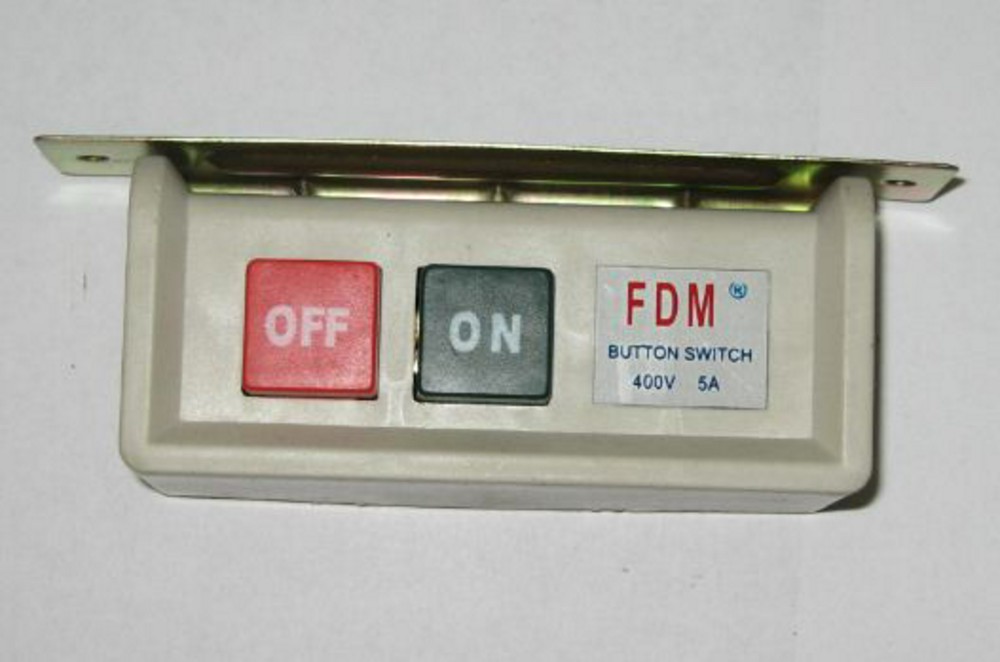 OFF
ON
FDM ®
BUTTON SWITCH
400V 5A